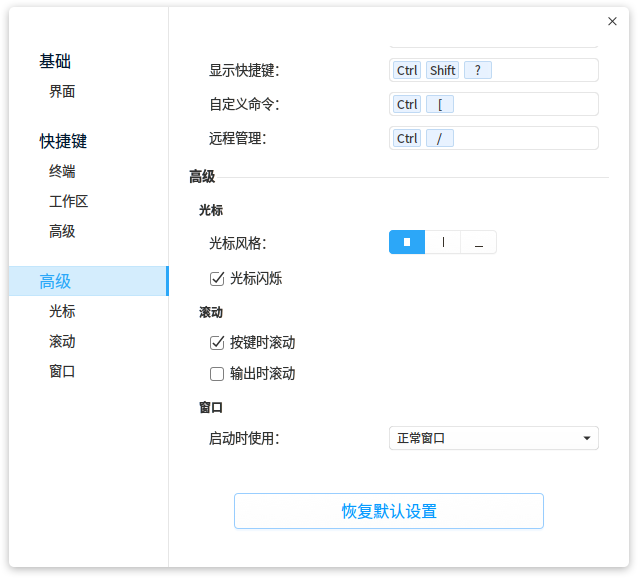 基础
界面
快捷键
终端
工作区
高级
高级
光标
滚动
窗口
显示快捷键: Ctrl Shift ?
自定义命令: Ctrl [
远程管理: Ctrl /
高级
光标
光标风格:
光标闪烁
滚动
按键时滚动
输出时滚动
窗口
启动时使用: 正常窗口
恢复默认设置